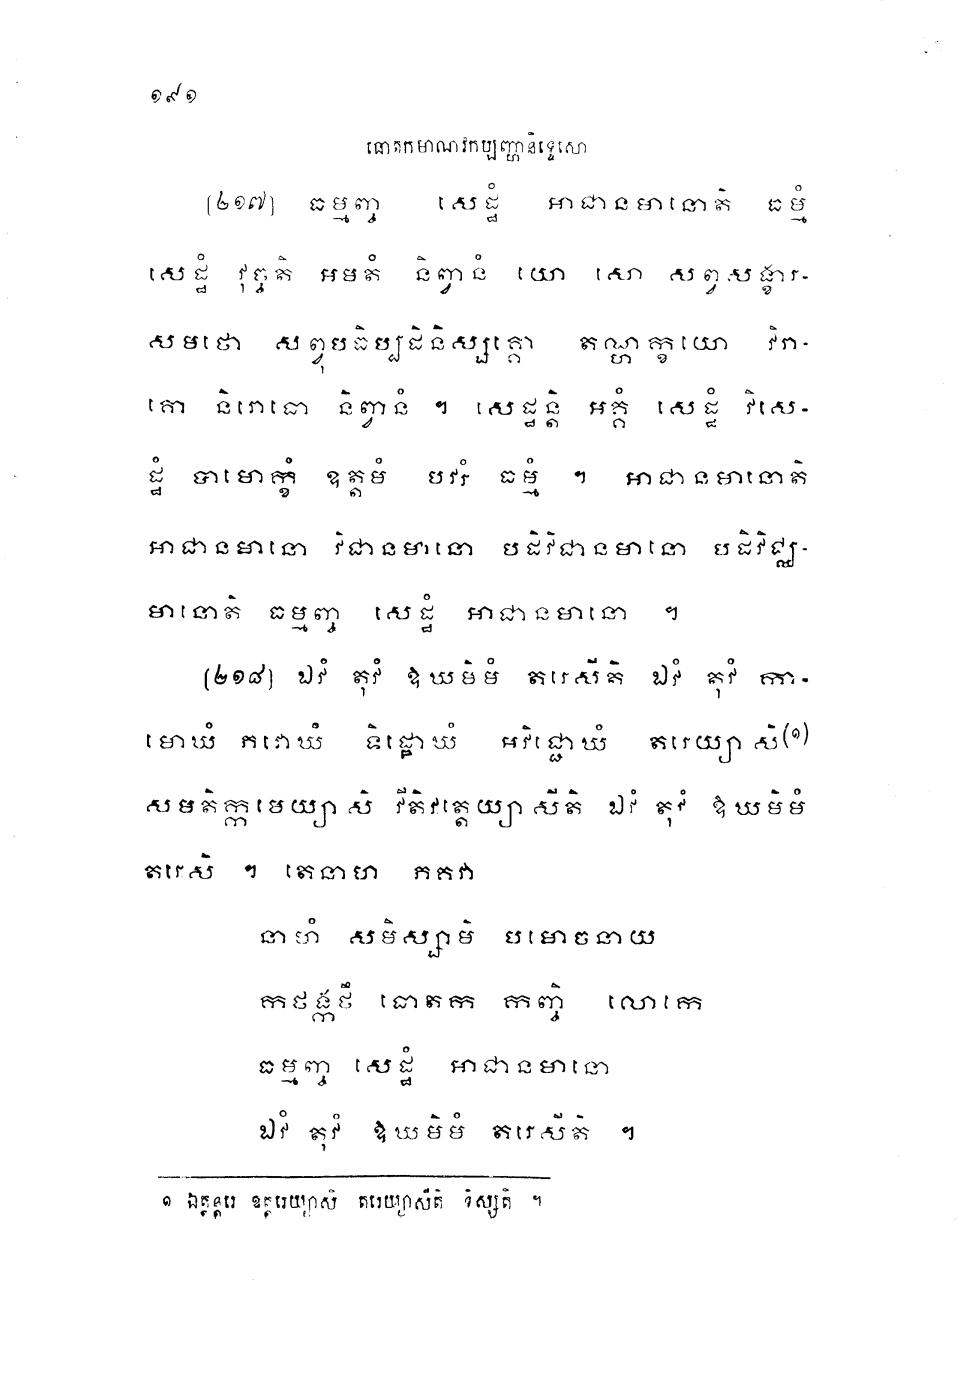 ១៩១
ធោតកមាណវកប្បញ្ហានិទ្ទេសោ
(២១៧) ធម្មញ្ច សេដ្ឋំ អាជានមានោតិ ធម្មំ
សេដ្ឋំ វុច្ចតិ អមតំ និព្វានំ យោ សោ សព្វសង្ខារ-
សមថោ សព្វុបធិប្បដិនិស្សគ្គោ តណ្ហក្ខយោ វិរា-
គោ និរោធោ និព្វានំ ។ សេដ្ឋន្តិ អគ្គំ សេដ្ឋំ វិសេ-
ដ្ឋំ បាមោក្ខំ ឧត្តមំ បវរំ ធម្មំ ។ អាជានមានោតិ
អាជានមានោ វិជានមានោ បដិវិជានមានោ បដិវិជ្ឈ-
មានោតិ ធម្មញ្ច សេដ្ឋំ អាជានមានោ ។
(២១៨) ឯវំ តុវំ ឱឃមិមំ តរេសីតិ ឯវំ តុវំ កា-
មោឃំ ភវោឃំ ទិដ្ឋោឃំ អវិជ្ជោឃំ តរេយ្យាសិ(១)
សមតិក្កមេយ្យាសិ វីតិវត្តេយ្យាសីតិ ឯវំ តុវំ ឱឃមិមំ
តរេសិ ។ តេនាហ ភគវា
នាហំ សមិស្សាមិ បមោចនាយ
កថង្កថឹ ធោតក កញ្ចិ លោកេ
ធម្មញ្ច សេដ្ឋំ អាជានមានោ
ឯវំ តុវំ ឱឃមិមំ តរេសីតិ ។
១ ឯត្ថន្តរេ ឧត្តរេយ្យាសិ តរេយ្យាសីតិ ទិស្សតិ ។